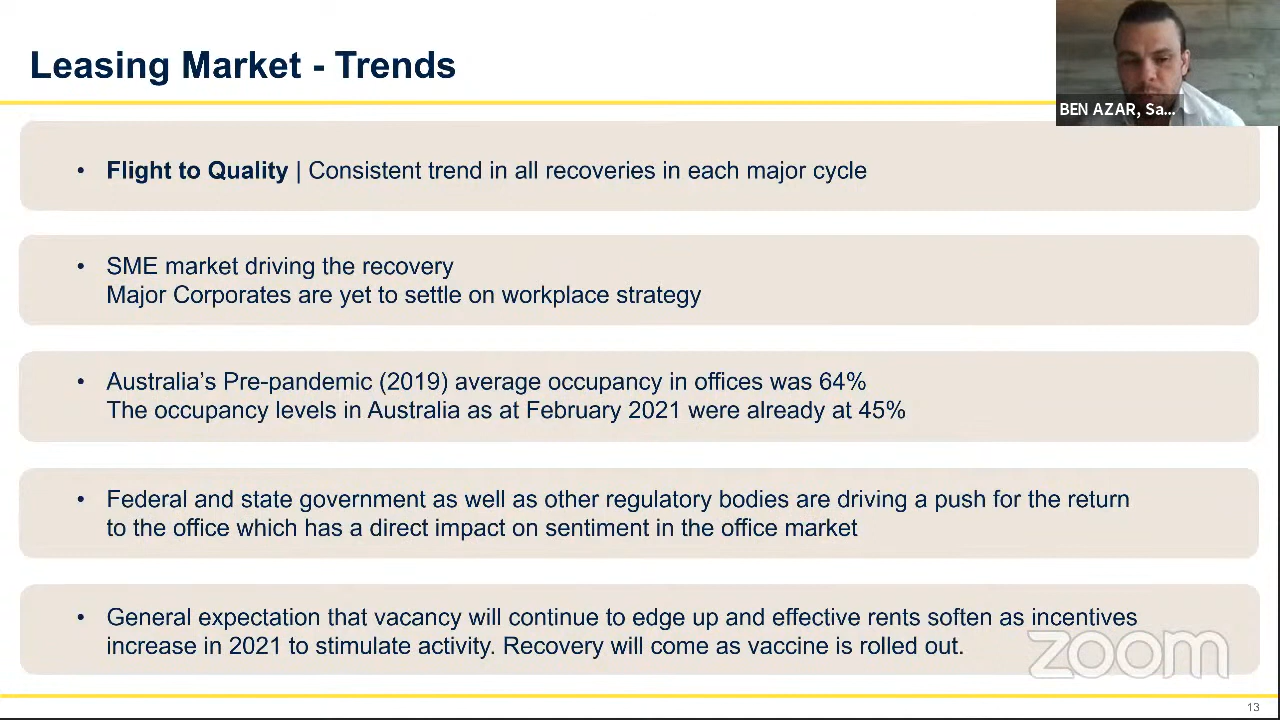 Leasing Market - Trends
BEN AZAR, Sa...
• Flight to Quality | Consistent trend in all recoveries in each major cycle
• SME market driving the recovery
Major Corporates are yet to settle on workplace strategy
• Australia’s Pre-pandemic (2019) average occupancy in offices was 64%
The occupancy levels in Australia as at February 2021 were already at 45%
• Federal and state government as well as other regulatory bodies are driving a push for the return
to the office which has a direct impact on sentiment in the office market
• General expectation that vacancy will continue to edge up and effective rents soften as incentives
increase in 2021 to stimulate activity. Recovery will come as vaccine is rolled out.
zoom
13